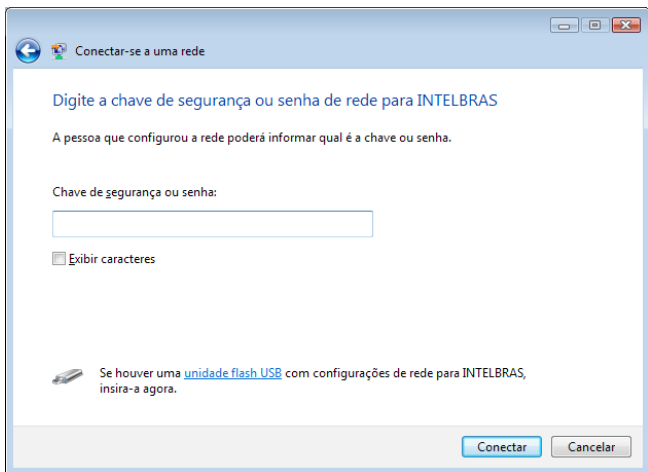 Conectar-se a uma rede
Digite a chave de segurança ou senha de rede para INTELBRAS
A pessoa que configurou a rede poderá informar qual é a chave ou senha.
Chave de segurança ou senha:
Exibir caracteres
Se houver uma unidade flash USB com configurações de rede para INTELBRAS,
insira-a agora.
Conectar Cancelar